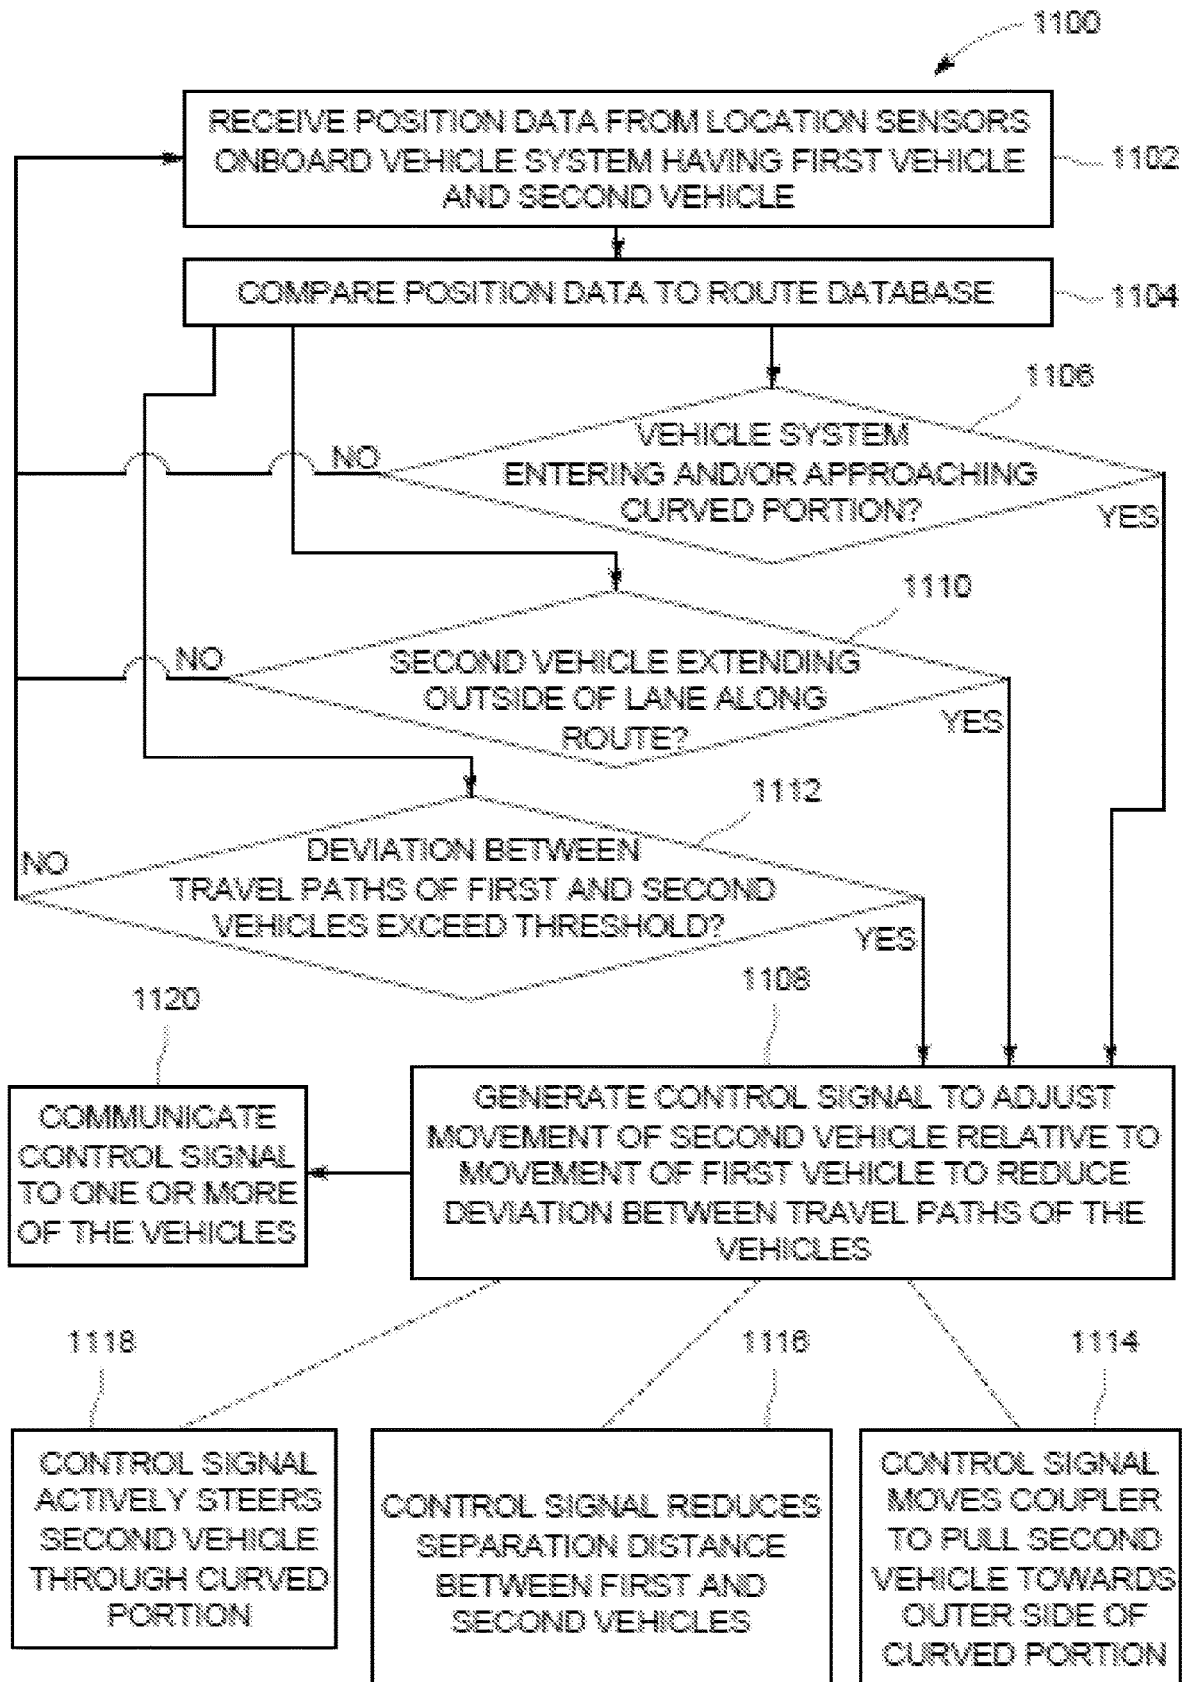 1100
RECEIVE POSITION DATA FROM LOCATION SENSORS
ONBOARD VEHICLE SYSTEM HAVING FIRST VEHICLE
AND SECOND VEHICLE
1102
COMPARE POSITION DATA TO ROUTE DATABASE
1104
1106
VEHICLE SYSTEM
ENTERING AND/OR APPROACHING
CURVED PORTION?
NO
YES
1110
SECOND VEHICLE EXTENDING
OUTSIDE OF LANE ALONG
ROUTE?
NO
YES
1112
DEVIATION BETWEEN
TRAVEL PATHS OF FIRST AND SECOND
VEHICLES EXCEED THRESHOLD?
NO
YES
1108
GENERATE CONTROL SIGNAL TO ADJUST
MOVEMENT OF SECOND VEHICLE RELATIVE TO
MOVEMENT OF FIRST VEHICLE TO REDUCE
DEVIATION BETWEEN TRAVEL PATHS OF THE
VEHICLES
1120
COMMUNICATE
CONTROL SIGNAL
TO ONE OR MORE
OF THE VEHICLES
1118
CONTROL SIGNAL
ACTIVELY STEERS
SECOND VEHICLE
THROUGH CURVED
PORTION
1116
CONTROL SIGNAL REDUCES
SEPARATION DISTANCE
BETWEEN FIRST AND
SECOND VEHICLES
1114
CONTROL SIGNAL
MOVES COUPLER
TO PULL SECOND
VEHICLE TOWARDS
OUTER SIDE OF
CURVED PORTION